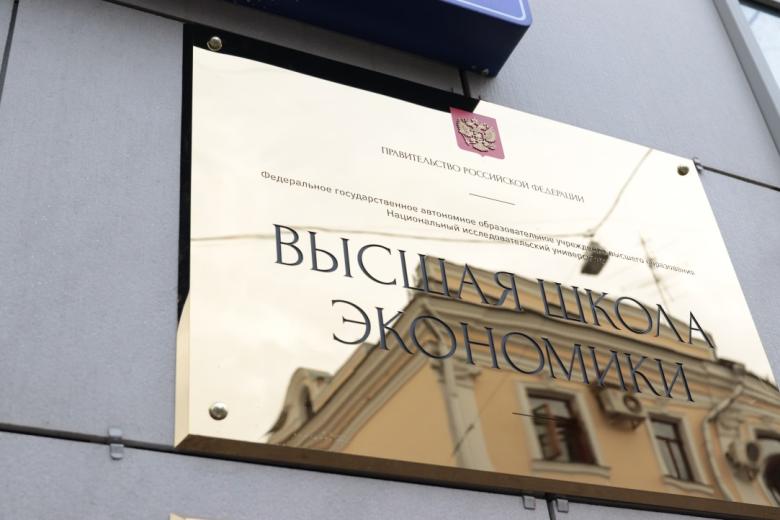 ПРАВИТЕЛЬСТВО РОССИЙСКОЙ ФЕДЕРАЦИИ
Федеральное государственное автономное образовательное учреждение высшего образования
Национальный исследовательский университет
ВЫСШАЯ ШКОЛА
ЭКОНОМИКИ